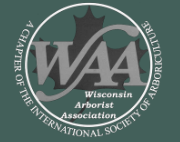 WAA
Wisconsin
Arborist
Association
A CHAPTER OF THE INTERNATIONAL SOCIETY OF ARBORICULTURE